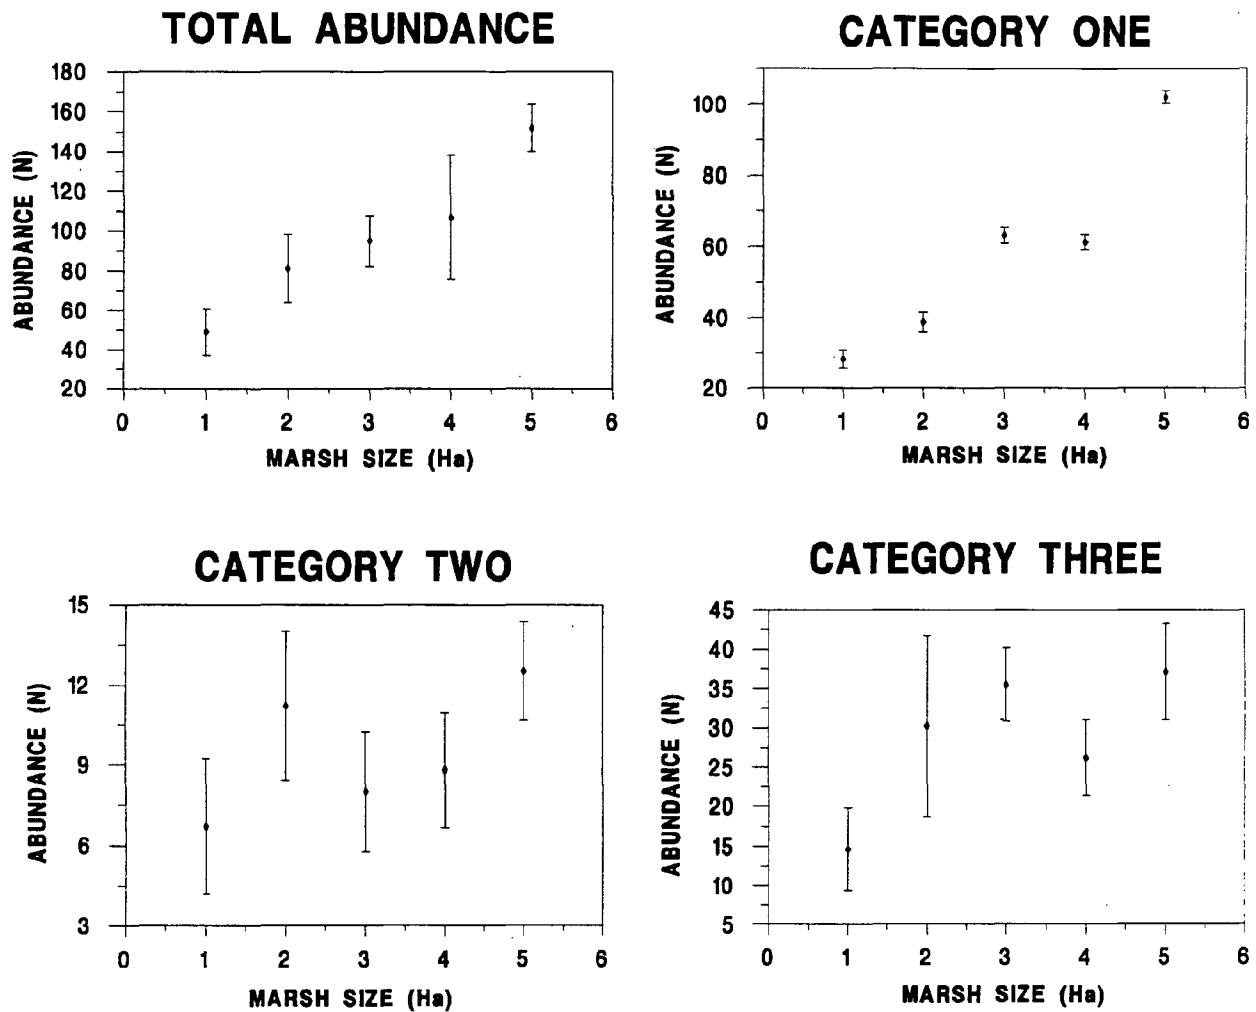 TOTAL ABUNDANCE
180
160
140
120
100
80
60
40
20
ABUNDANCE (N)
0 1 2 3 4 5 6
MARSH SIZE (Ha)
CATEGORY ONE
100
80
60
40
20
ABUNDANCE (N)
0 1 2 3 4 5 6
MARSH SIZE (Ha)
CATEGORY TWO
15
12
9
6
3
ABUNDANCE (N)
0 1 2 3 4 5 6
MARSH SIZE (Ha)
CATEGORY THREE
45
40
35
30
25
20
15
10
5
ABUNDANCE (N)
0 1 2 3 4 5 6
MARSH SIZE (Ha)